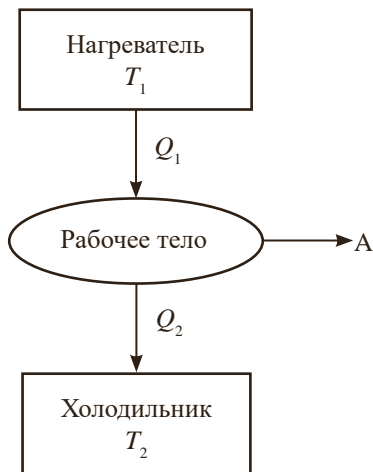 Нагреватель
T₁
Q₁
Рабочее тело
А
Q₂
Холодильник
T₂